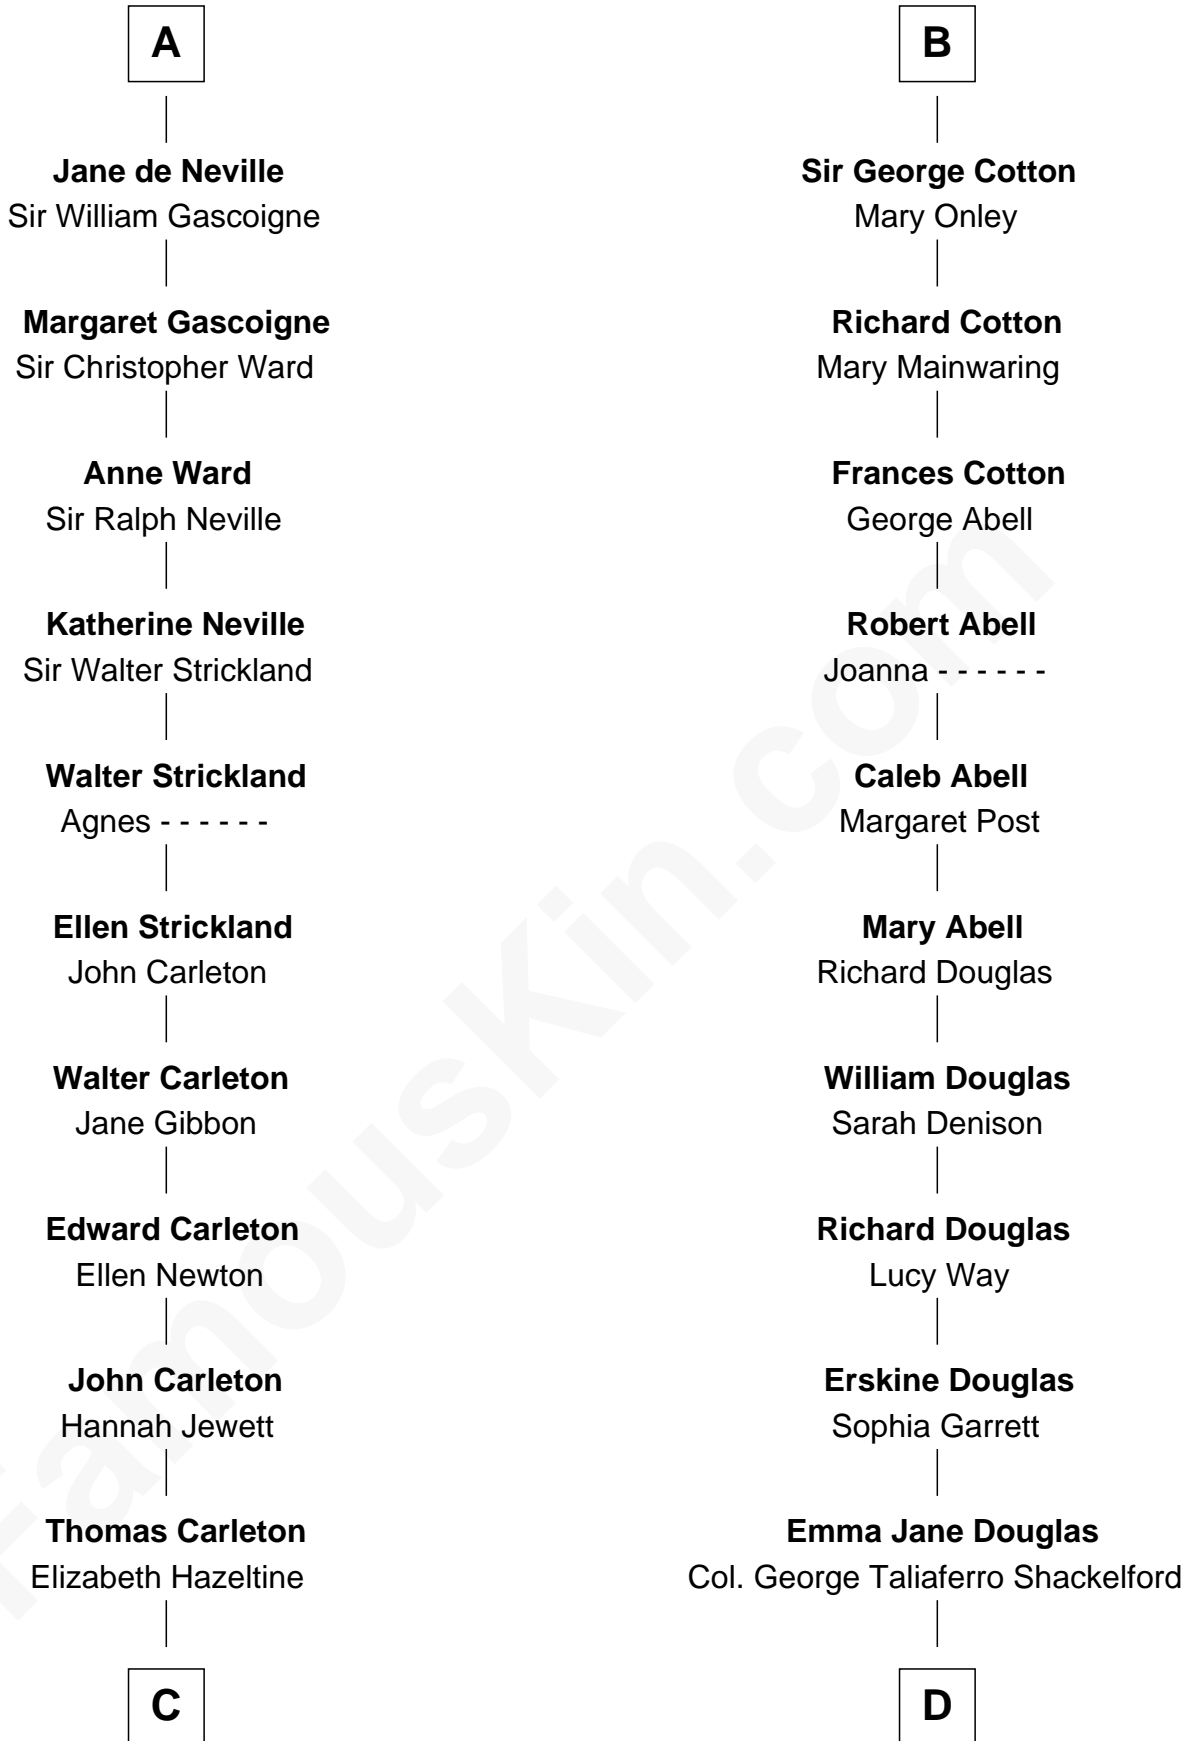 A
Jane de Neville
Sir William Gascoigne
Margaret Gascoigne
Sir Christopher Ward
Anne Ward
Sir Ralph Neville
Katherine Neville
Sir Walter Strickland
Walter Strickland
Agnes - - - - - -
Ellen Strickland
John Carleton
Walter Carleton
Jane Gibbon
Edward Carleton
Ellen Newton
John Carleton
Hannah Jewett
Thomas Carleton
Elizabeth Hazeltine
C
B
Sir George Cotton
Mary Onley
Richard Cotton
Mary Mainwaring
Frances Cotton
George Abell
Robert Abell
Joanna - - - - - -
Caleb Abell
Margaret Post
Mary Abell
Richard Douglas
William Douglas
Sarah Denison
Richard Douglas
Lucy Way
Erskine Douglas
Sophia Garrett
Emma Jane Douglas
Col. George Taliaferro Shackelford
D
FamousKin.com